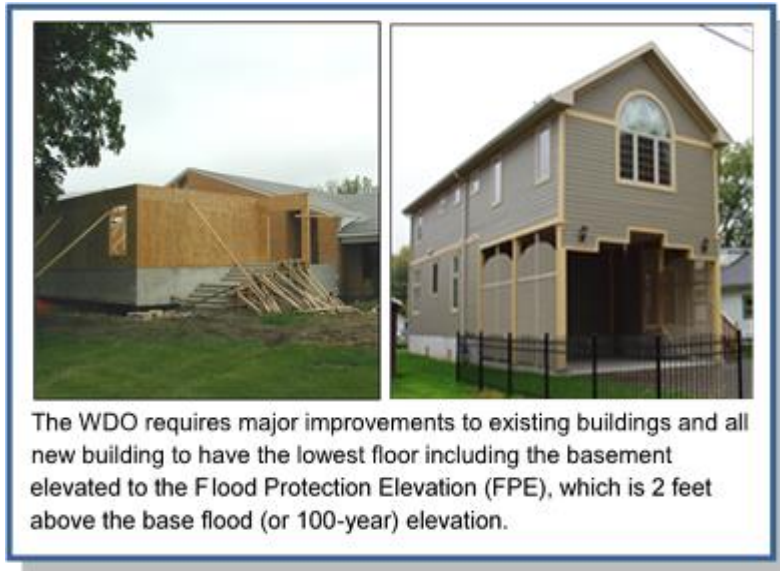 The WDO requires major improvements to existing buildings and all
new building to have the lowest floor including the basement
elevated to the Flood Protection Elevation (FPE), which is 2 feet
above the base flood (or 100-year) elevation.